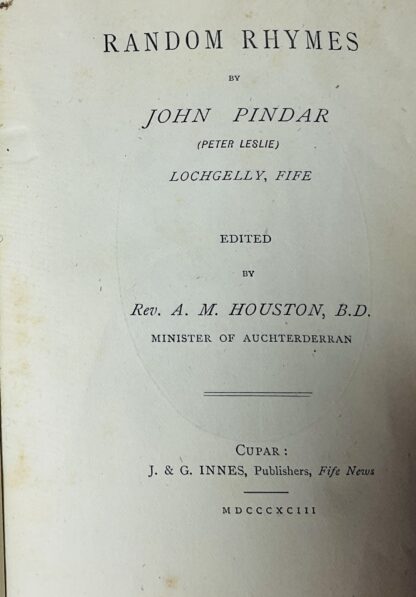 RANDOM RHYMES
BY
JOHN PINDAR
(PETER LESLIE)
LOCHGELLY, FIFE
EDITED
BY
Rev. A. M. HOUSTON, B.D.
MINISTER OF AUCHTERDERRAN
CUPAR:
J. & G. INNES, Publishers, Fife News
MDCCCXCIII